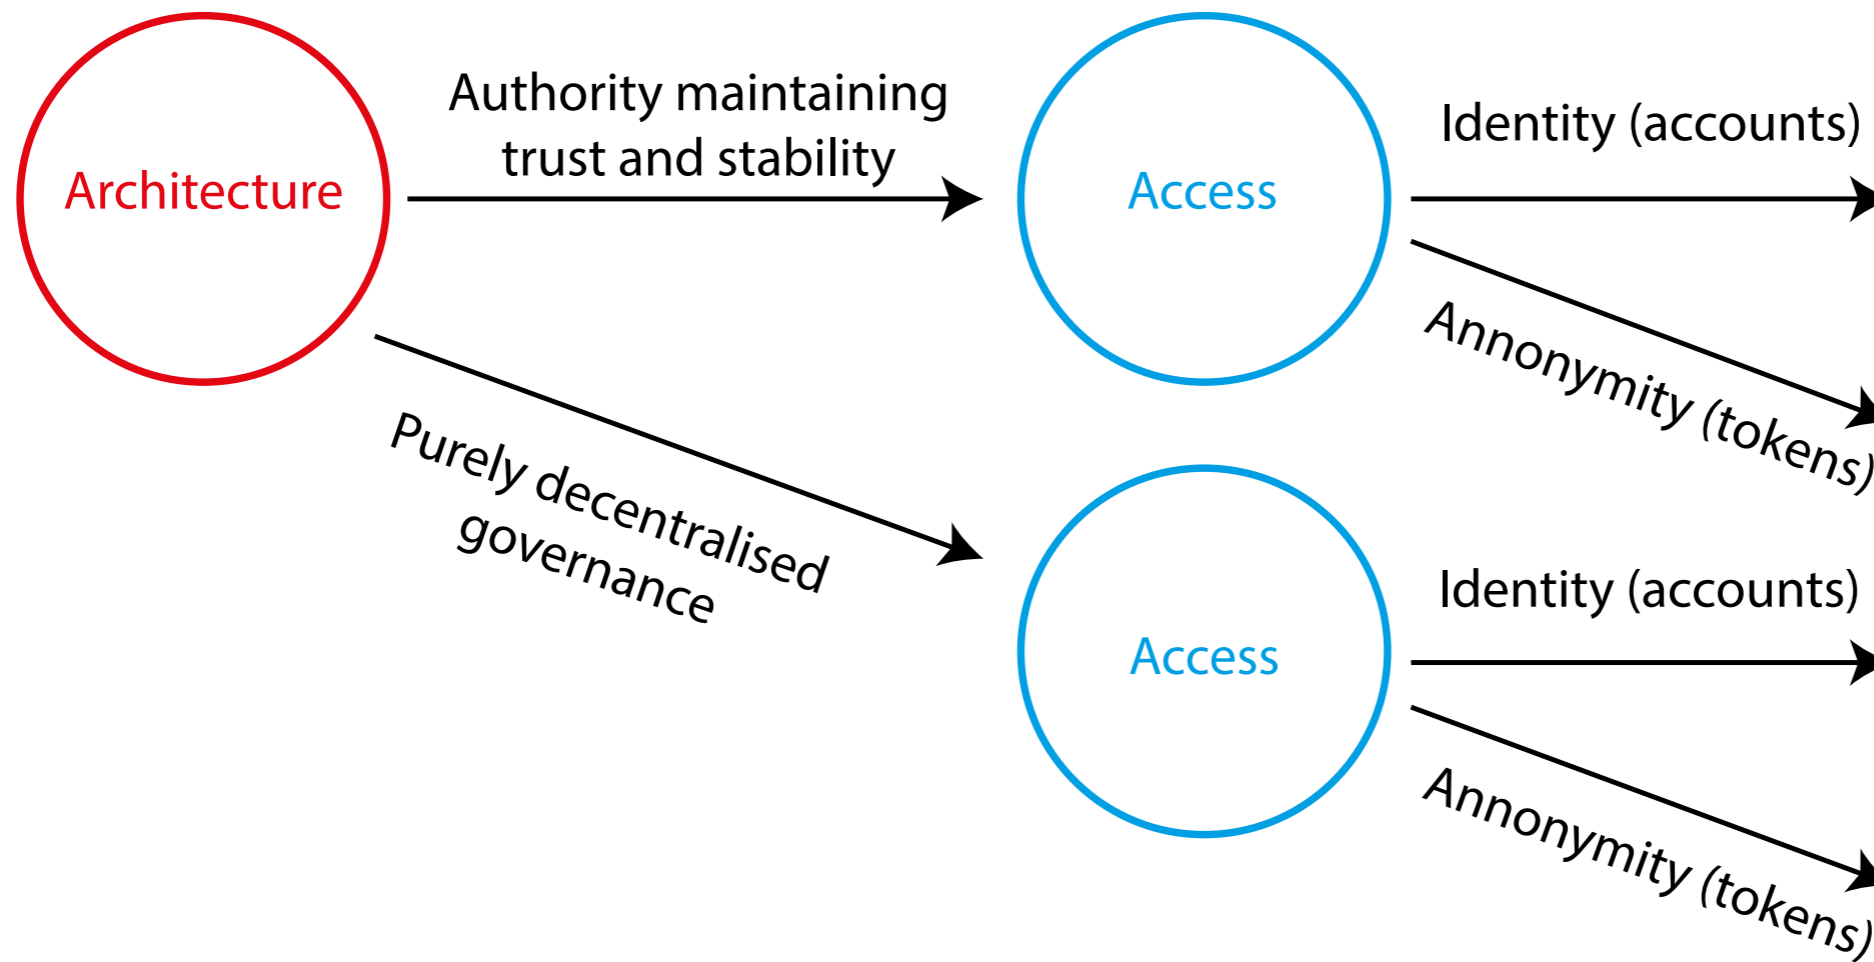 Architecture
Authority maintaining
trust and stability
Access
Identity (accounts)
Annonymity (tokens)
Purely decentralised
governance
Access
Identity (accounts)
Annonymity (tokens)